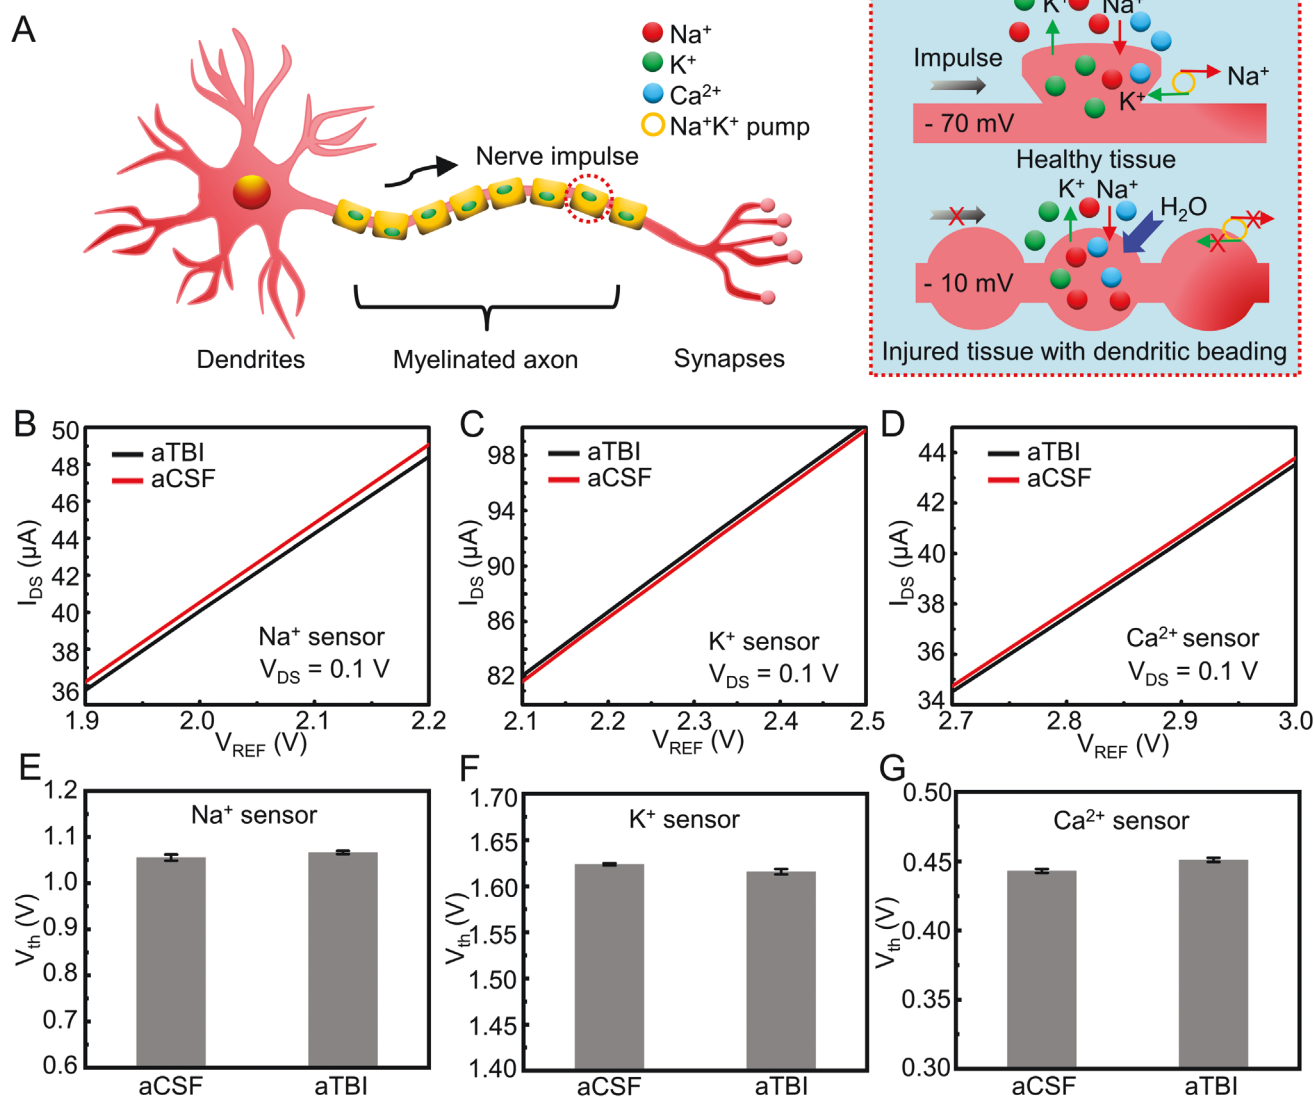 A
Na⁺
K⁺
Ca²⁺
Na⁺K⁺ pump
Nerve impulse
Dendrites
Myelinated axon
Synapses
K⁺ Na⁺
Impulse
Na⁺
K⁺
- 70 mV
Healthy tissue
K⁺ Na⁺
H₂O
- 10 mV
Injured tissue with dendritic beading
B
aTBI
aCSF
50
48
46
44
42
40
38
36
I_DS (µA)
Na⁺ sensor
V_DS = 0.1 V
1.9 2.0 2.1 2.2
V_REF (V)
C
aTBI
aCSF
98
94
90
86
82
I_DS (µA)
K⁺ sensor
V_DS = 0.1 V
2.1 2.2 2.3 2.4 2.5
V_REF (V)
D
aTBI
aCSF
44
42
40
38
36
34
I_DS (µA)
Ca²⁺ sensor
V_DS = 0.1 V
2.7 2.8 2.9 3.0
V_REF (V)
E
Na⁺ sensor
1.2
1.1
1.0
0.9
0.8
0.7
0.6
V_th (V)
aCSF aTBI
F
K⁺ sensor
1.70
1.65
1.60
1.55
1.50
1.45
1.40
V_th (V)
aCSF aTBI
G
Ca²⁺ sensor
0.50
0.45
0.40
0.35
0.30
V_th (V)
aCSF aTBI